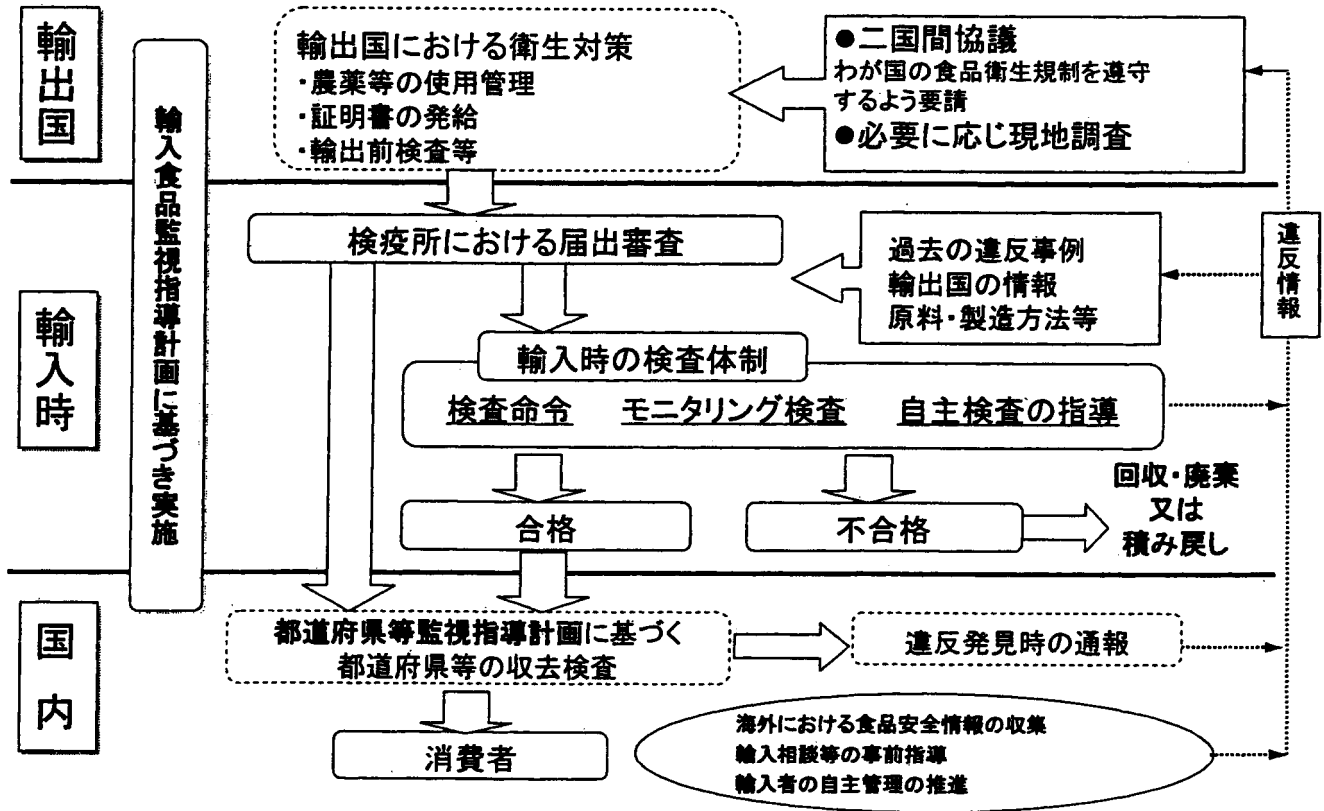 輸出国
輸入食品監視指導計画に基づき実施
輸出国における衛生対策
・農薬等の使用管理
・証明書の発給
・輸出前検査等
●二国間協議
わが国の食品衛生規制を遵守
するよう要請
●必要に応じ現地調査
輸入時
検疫所における届出審査
過去の違反事例
輸出国の情報
原料・製造方法等
違反情報
輸入時の検査体制
検査命令 モニタリング検査 自主検査の指導
合格
不合格
回収・廃棄
又は
積み戻し
国内
都道府県等監視指導計画に基づく
都道府県等の収去検査
違反発見時の通報
消費者
海外における食品安全情報の収集
輸入相談等の事前指導
輸入者の自主管理の推進